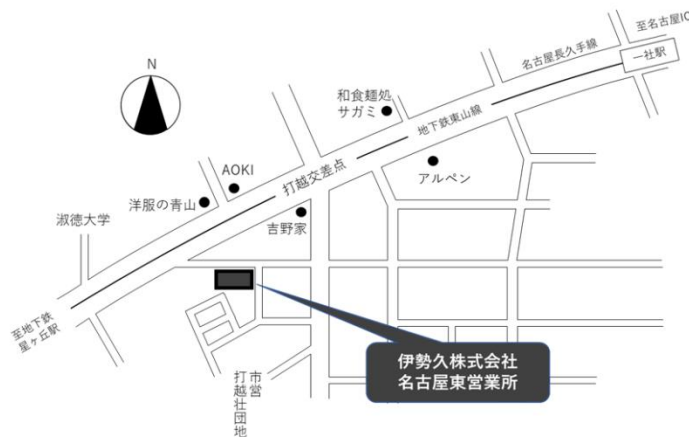 至名古屋IC
名古屋長久手線
一社駅
N
和食麺処
サガミ
地下鉄東山線
打越交差点
アルペン
AOKI
洋服の青山
淑徳大学
吉野家
至地下鉄
星ヶ丘駅
伊勢久株式会社
名古屋東営業所
市営
打越荘団地